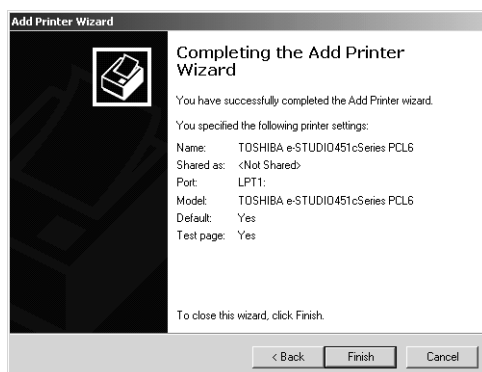 Add Printer Wizard
Completing the Add Printer
Wizard
You have successfully completed the Add Printer wizard.
You specified the following printer settings:
Name: TOSHIBA e-STUDIO451cSeries PCL6
Shared as: <Not Shared>
Port: LPT1:
Model: TOSHIBA e-STUDIO451cSeries PCL6
Default: Yes
Test page: Yes
To close this wizard, click Finish.
< Back Finish Cancel